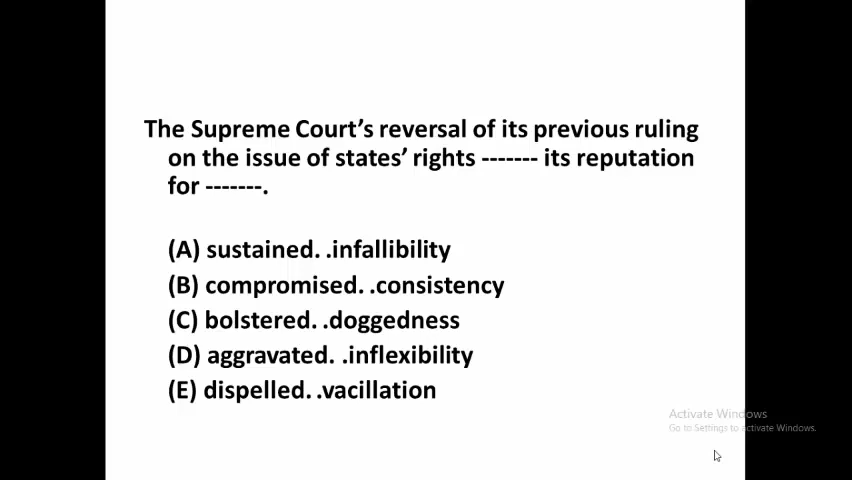 The Supreme Court's reversal of its previous ruling
on the issue of states' rights ------- its reputation
for -------.
(A) sustained. .infallibility
(B) compromised. .consistency
(C) bolstered. .doggedness
(D) aggravated. .inflexibility
(E) dispelled. .vacillation
Activate Windows
Go to Settings to activate Windows.